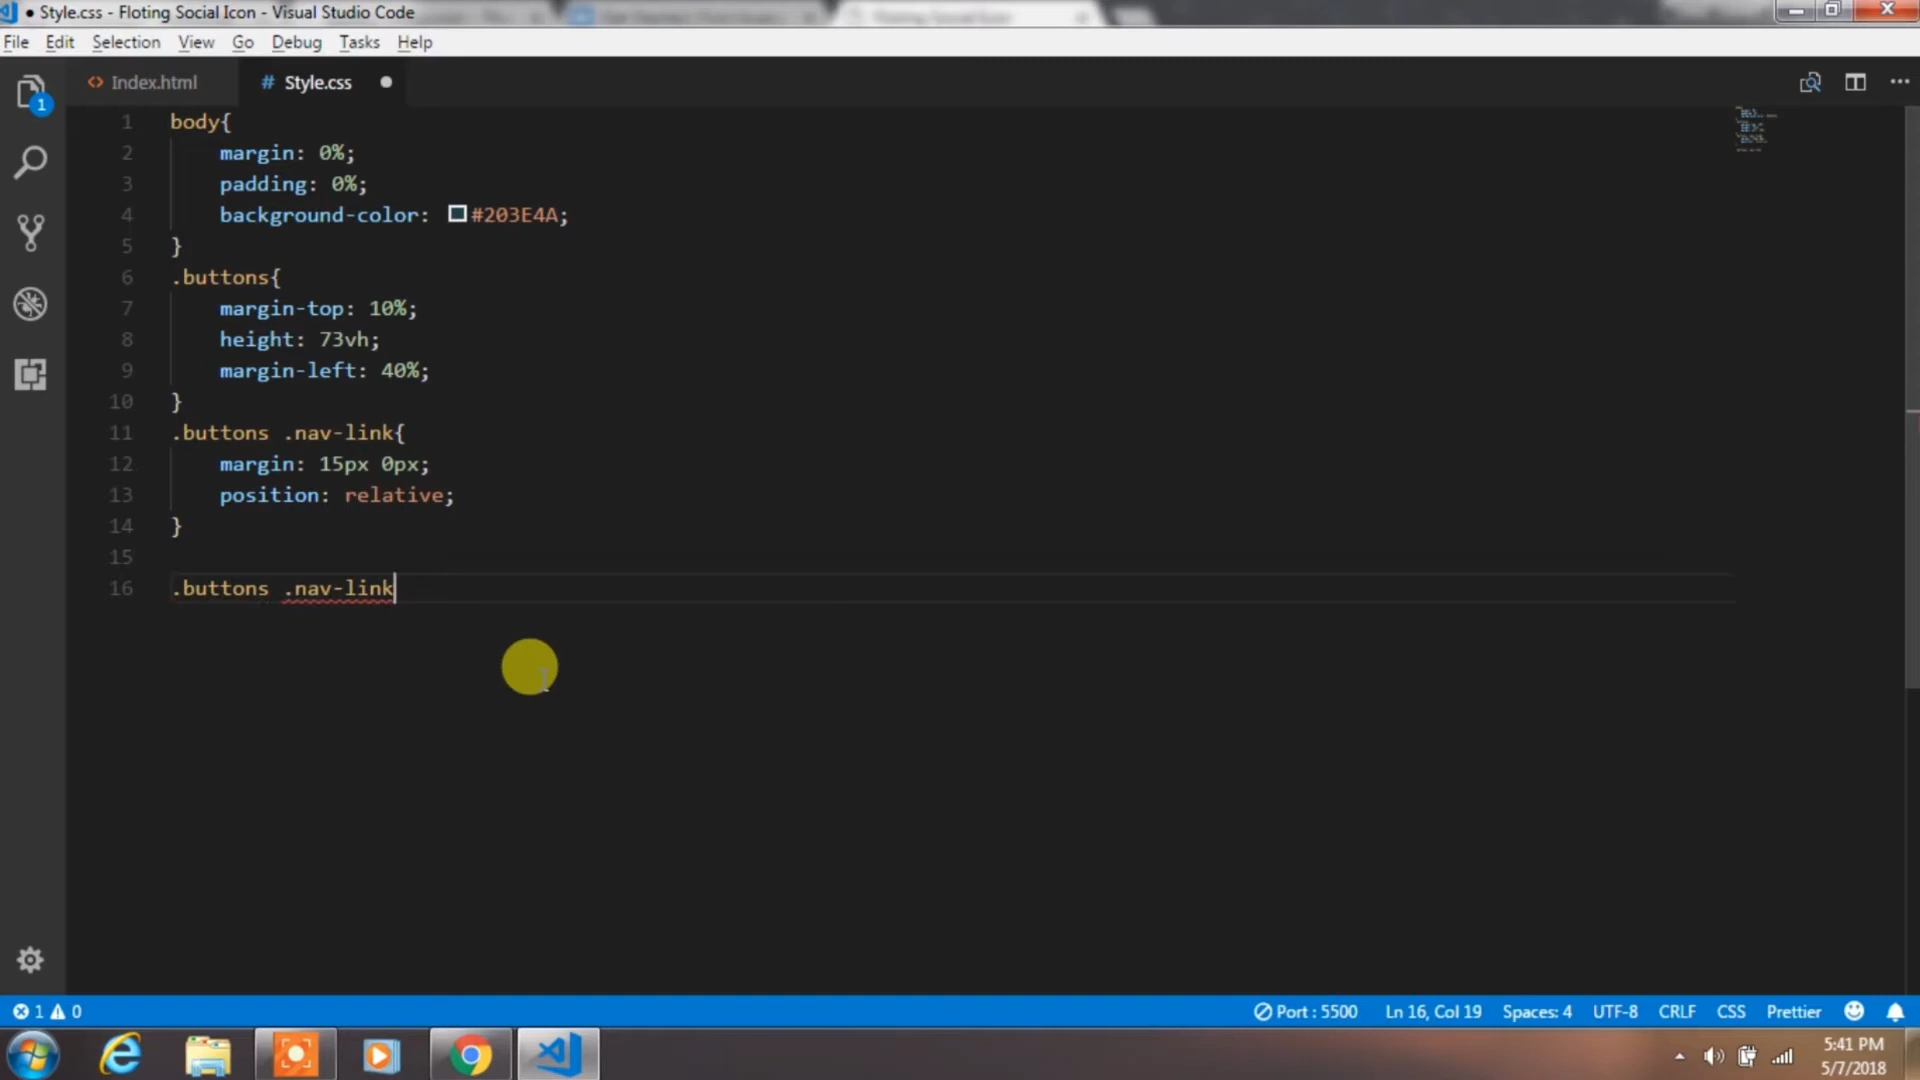 Style.css - Floting Social Icon - Visual Studio Code
File Edit Selection View Go Debug Tasks Help
Index.html # Style.css
1 body{
2 margin: 0%;
3 padding: 0%;
4 background-color: #203E4A;
5 }
6 .buttons{
7 margin-top: 10%;
8 height: 73vh;
9 margin-left: 40%;
10 }
11 .buttons .nav-link{
12 margin: 15px 0px;
13 position: relative;
14 }
15
16 .buttons .nav-link
1
1 0 Port : 5500 Ln 16, Col 19 Spaces: 4 UTF-8 CRLF CSS Prettier
5:41 PM
5/7/2018